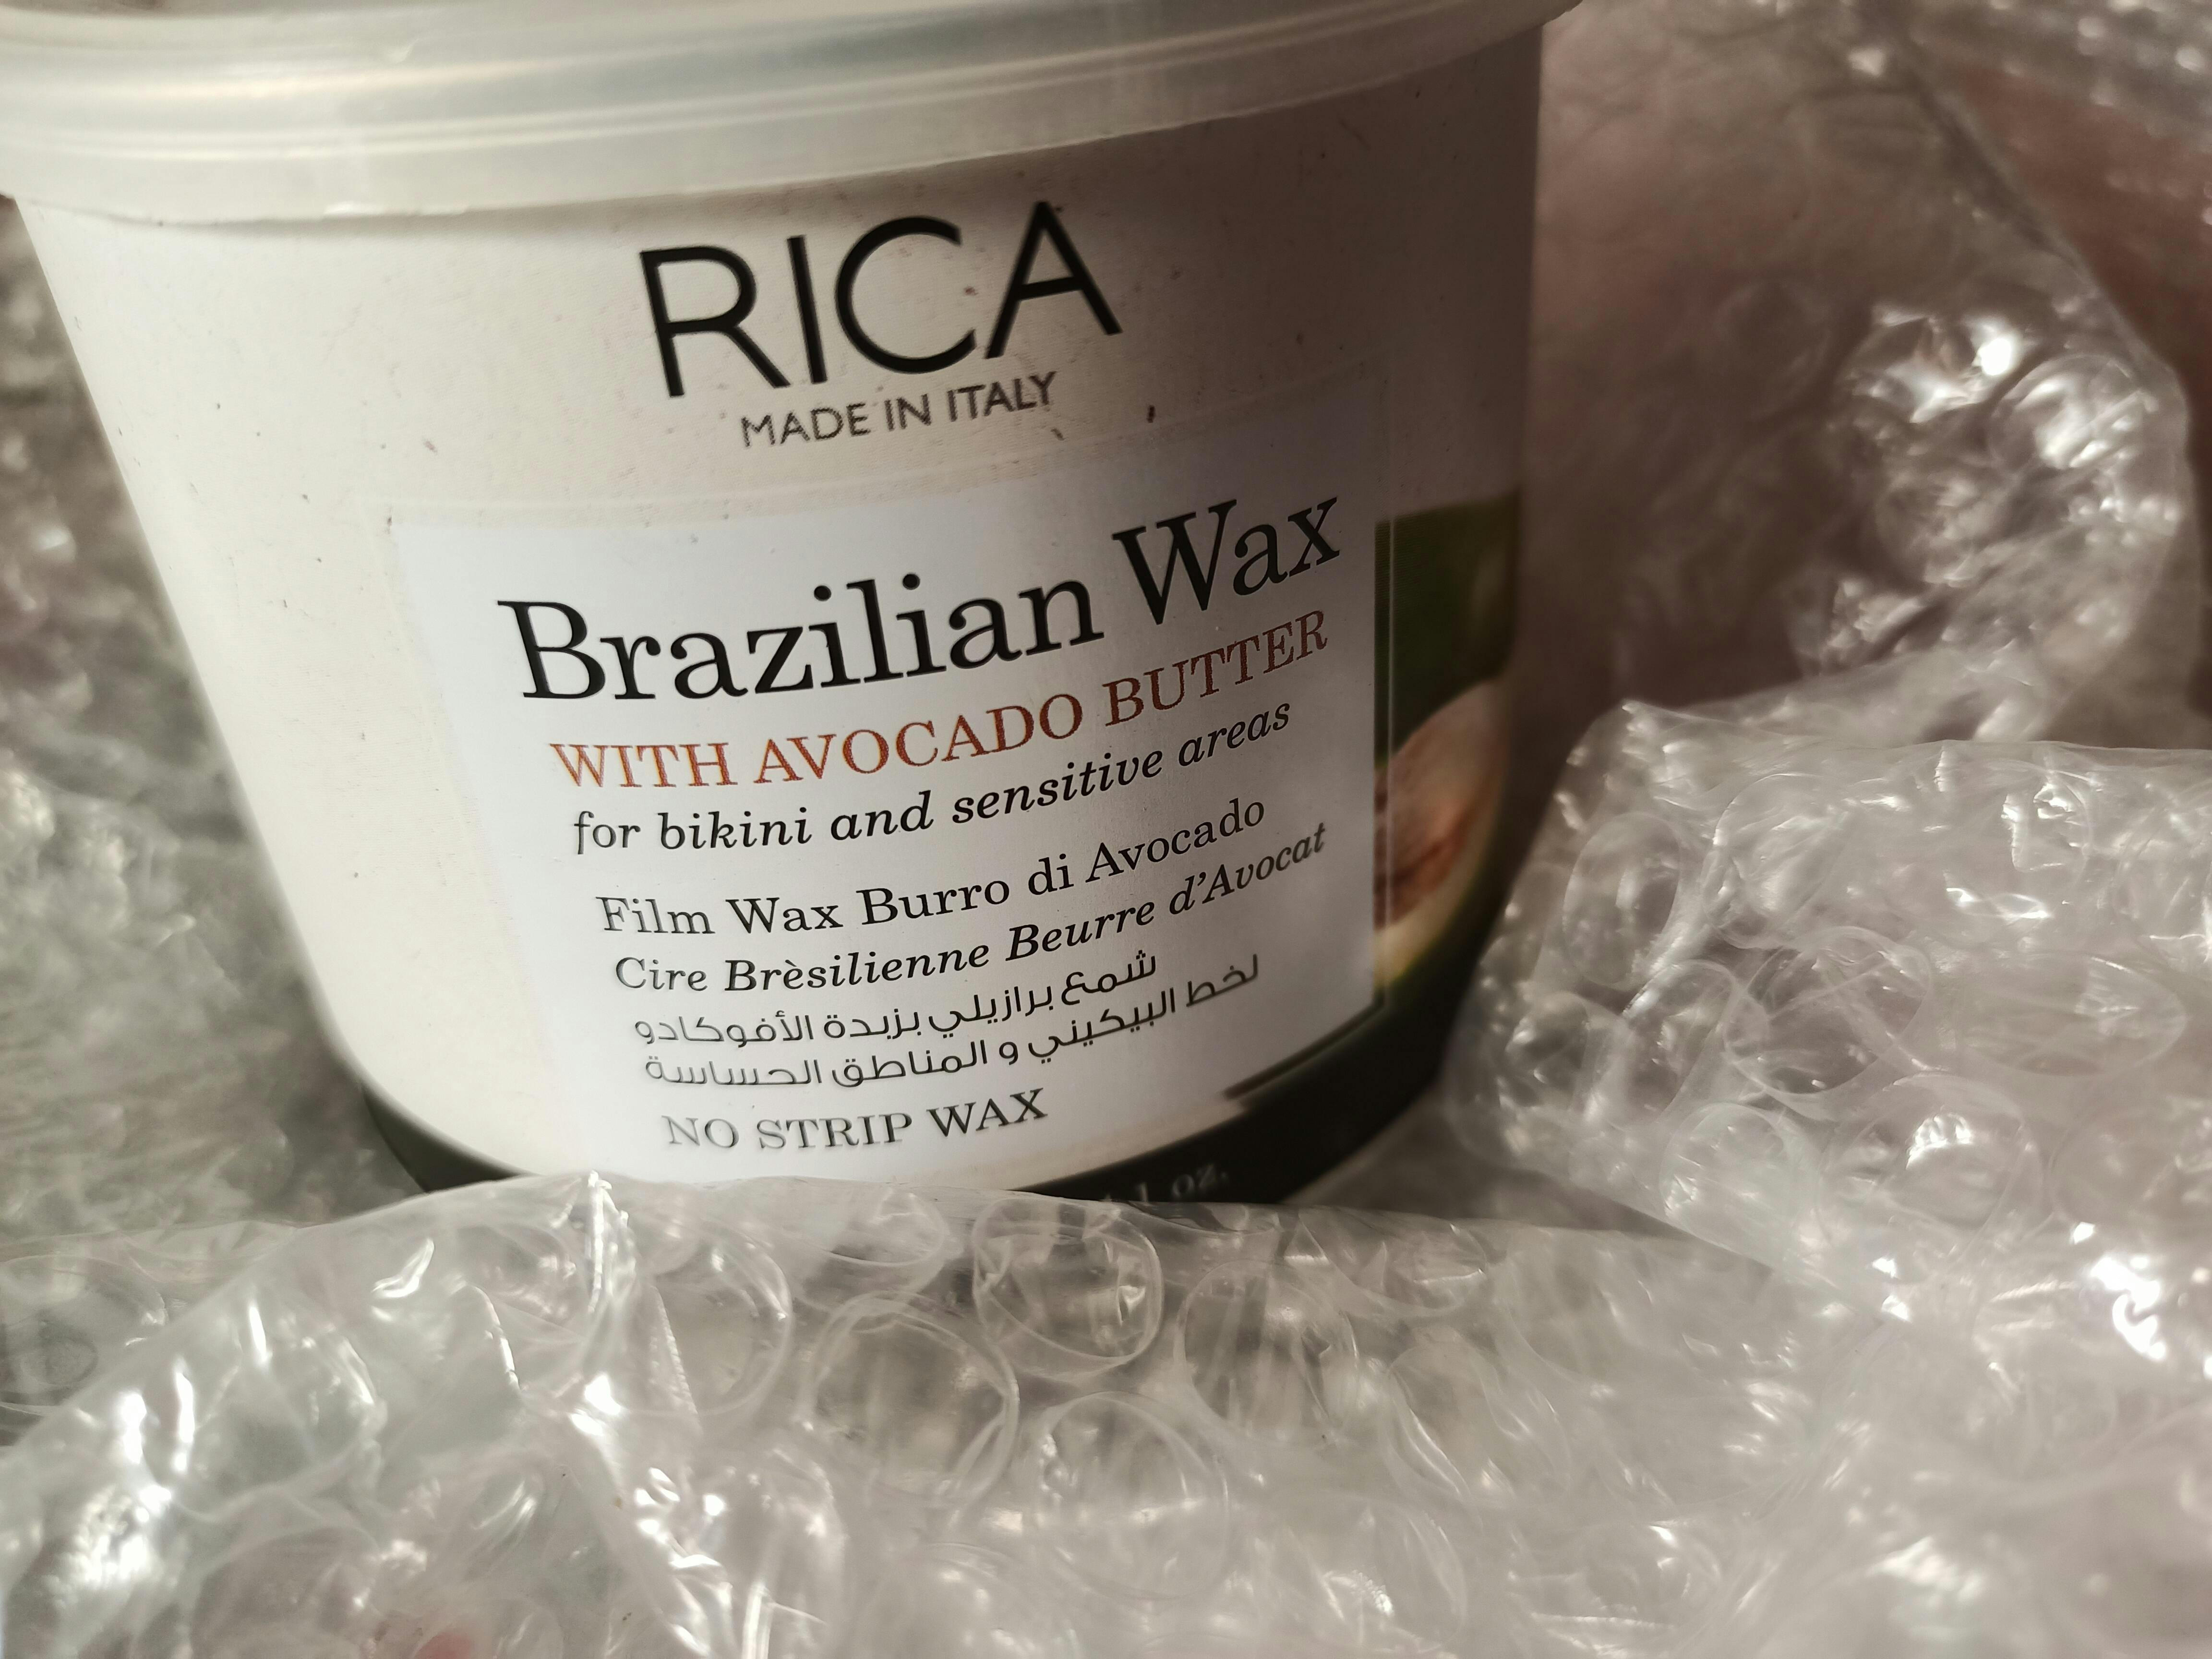 RICA
MADE IN ITALY
Brazilian Wax
WITH AVOCADO BUTTER
for bikini and sensitive areas
Film Wax Burro di Avocado
Cire Brèsilienne Beurre d'Avocat
شمع برازيلي بزبدة الأفوكادو
لخط البيكيني و المناطق الحساسة
NO STRIP WAX
oz.